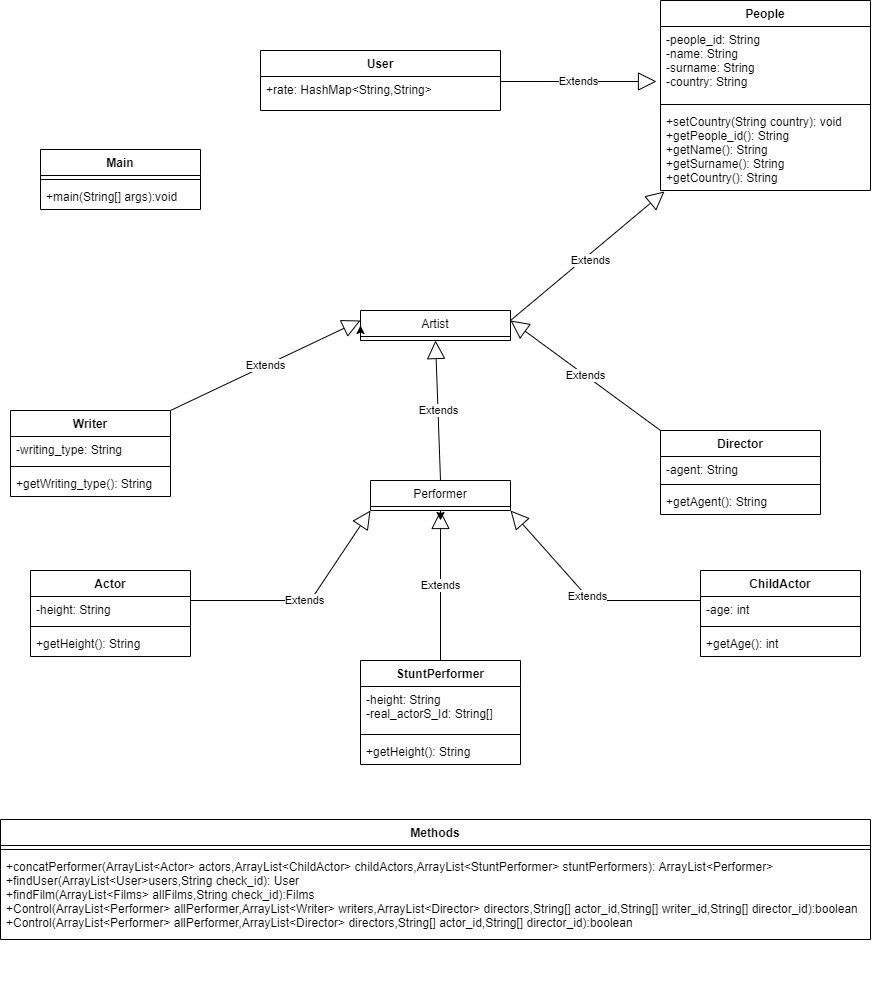 People
-people_id: String
-name: String
-surname: String
-country: String
+setCountry(String country): void
+getPeople_id(): String
+getName(): String
+getSurname(): String
+getCountry(): String
User
+rate: HashMap<String,String>
Extends
Main
+main(String[] args):void
Extends
Artist
Extends
Extends
Extends
Writer
-writing_type: String
+getWriting_type(): String
Director
-agent: String
+getAgent(): String
Performer
Actor
-height: String
+getHeight(): String
Extends
Extends
Extends
ChildActor
-age: int
+getAge(): int
StuntPerformer
-height: String
-real_actorS_Id: String[]
+getHeight(): String
Methods
+concatPerformer(ArrayList<Actor> actors,ArrayList<ChildActor> childActors,ArrayList<StuntPerformer> stuntPerformers): ArrayList<Performer>
+findUser(ArrayList<User>users,String check_id): User
+findFilm(ArrayList<Films> allFilms,String check_id):Films
+Control(ArrayList<Performer> allPerformer,ArrayList<Writer> writers,ArrayList<Director> directors,String[] actor_id,String[] writer_id,String[] director_id):boolean
+Control(ArrayList<Performer> allPerformer,ArrayList<Director> directors,String[] actor_id,String[] director_id):boolean